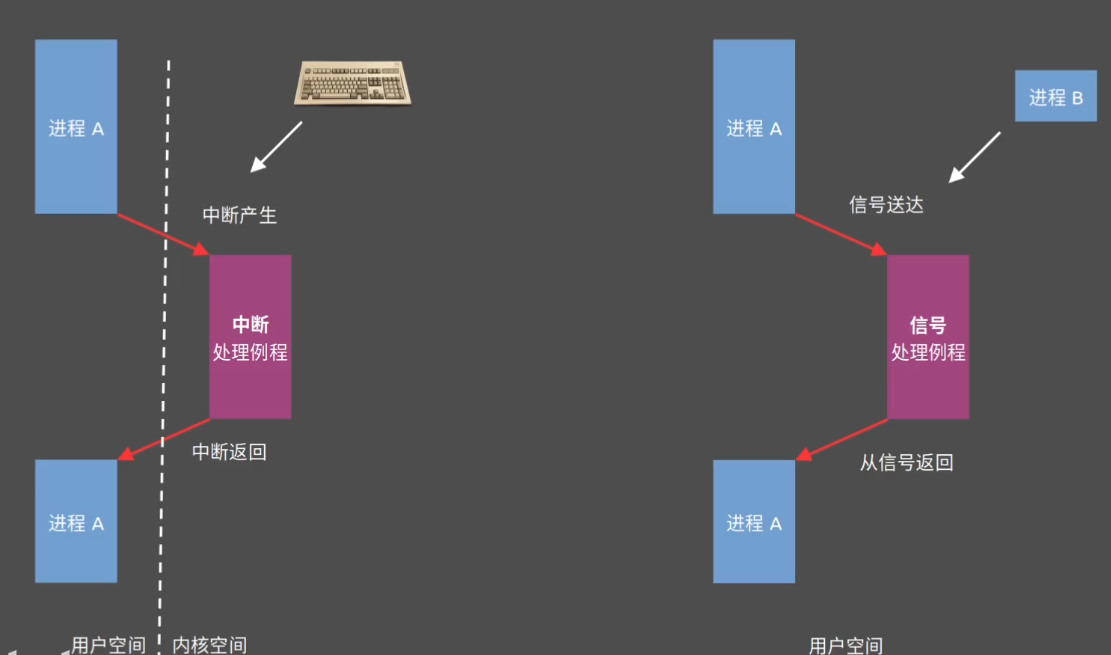 进程 A
中断产生
中断
处理例程
中断返回
进程 A
用户空间
内核空间
进程 A
进程 B
信号送达
信号
处理例程
从信号返回
进程 A
用户空间